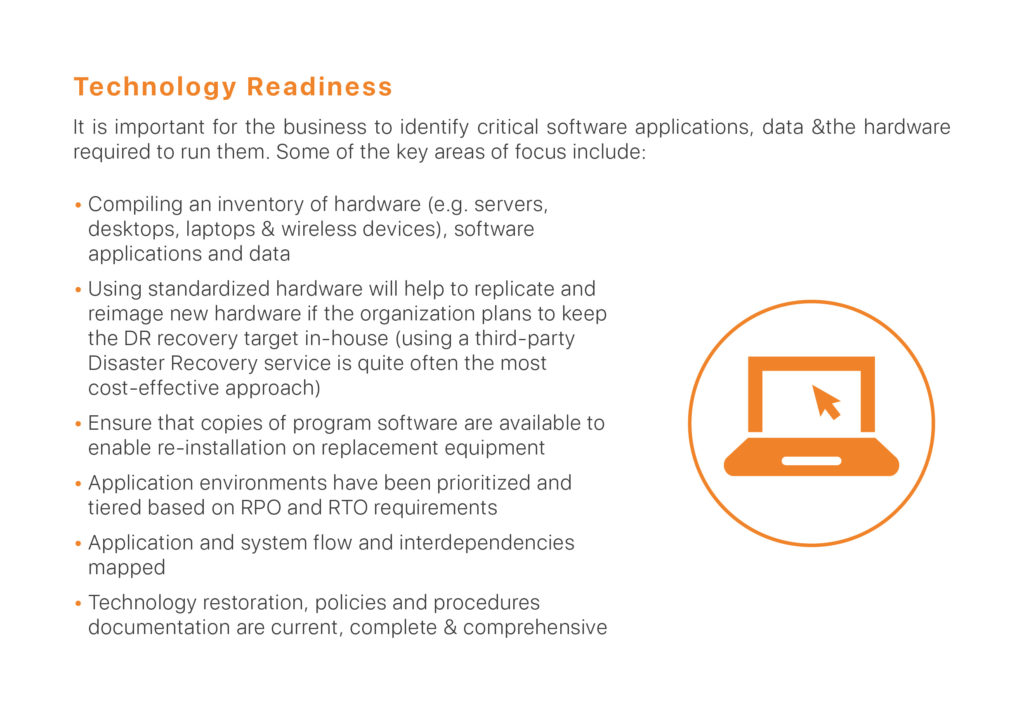 Technology Readiness
It is important for the business to identify critical software applications, data &the hardware
required to run them. Some of the key areas of focus include:
• Compiling an inventory of hardware (e.g. servers,
desktops, laptops & wireless devices), software
applications and data
• Using standardized hardware will help to replicate and
reimage new hardware if the organization plans to keep
the DR recovery target in-house (using a third-party
Disaster Recovery service is quite often the most
cost-effective approach)
• Ensure that copies of program software are available to
enable re-installation on replacement equipment
• Application environments have been prioritized and
tiered based on RPO and RTO requirements
• Application and system flow and interdependencies
mapped
• Technology restoration, policies and procedures
documentation are current, complete & comprehensive